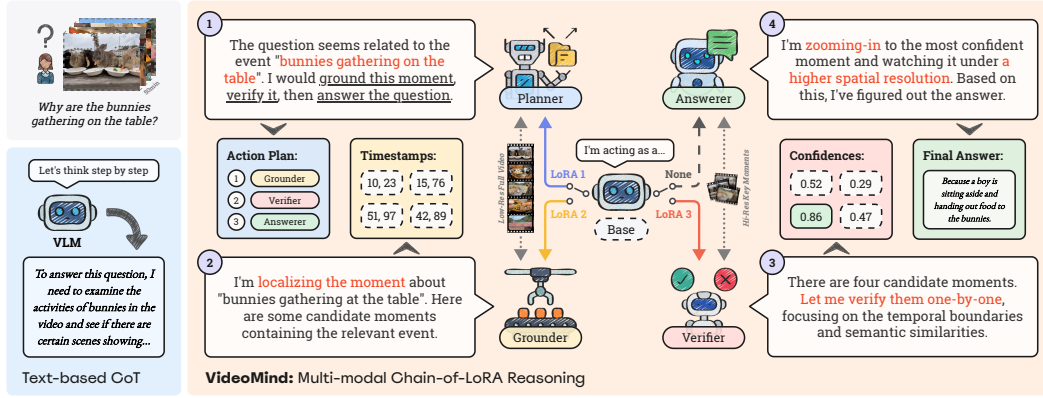 50min
Why are the bunnies
gathering on the table?
Let's think step by step
VLM
To answer this question, I
need to examine the
activities of bunnies in the
video and see if there are
certain scenes showing...
Text-based CoT
1
The question seems related to the
event "bunnies gathering on the
table". I would ground this moment,
verify it, then answer the question.
Action Plan:
1 Grounder
2 Verifier
3 Answerer
Timestamps:
10, 23 15, 76
51, 97 42, 89
2
I'm localizing the moment about
"bunnies gathering at the table". Here
are some candidate moments
containing the relevant event.
Planner
Answerer
I'm acting as a...
LoRA 1
None
LoRA 2
LoRA 3
Base
Low-Res Full Video
Hi-Res Key Moments
Grounder
Verifier
4
I'm zooming-in to the most confident
moment and watching it under a
higher spatial resolution. Based on
this, I've figured out the answer.
Confidences:
0.52 0.29
0.86 0.47
Final Answer:
Because a boy is
sitting aside and
handing out food to
the bunnies.
3
There are four candidate moments.
Let me verify them one-by-one,
focusing on the temporal boundaries
and semantic similarities.
VideoMind: Multi-modal Chain-of-LoRA Reasoning